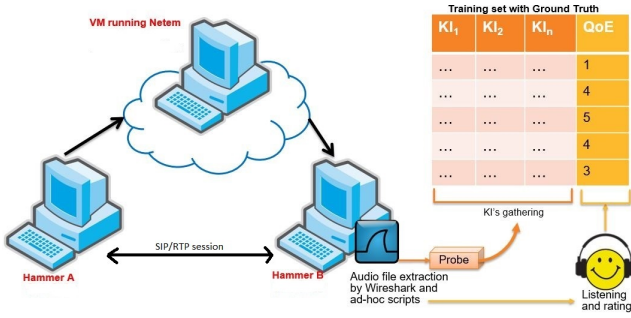 VM running Netem
Training set with Ground Truth
KI1 KI2 KIn QoE
... ... ... 1
... ... ... 4
... ... ... 5
... ... ... 4
... ... ... 3
KI's gathering
SIP/RTP session
Hammer A
Hammer B
Probe
Audio file extraction
by Wireshark and
ad-hoc scripts
Listening
and rating